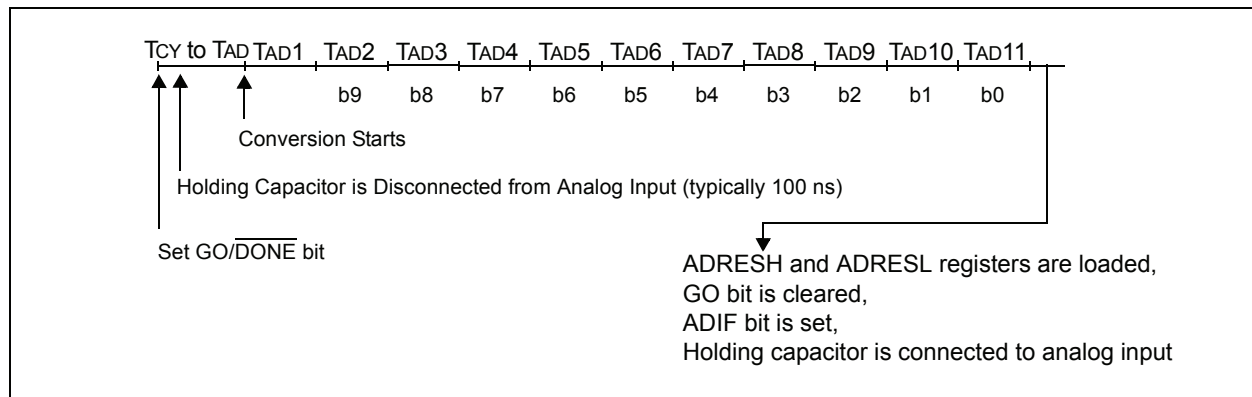 TCY to TAD TAD1 TAD2 TAD3 TAD4 TAD5 TAD6 TAD7 TAD8 TAD9 TAD10 TAD11
b9 b8 b7 b6 b5 b4 b3 b2 b1 b0
Conversion Starts
Holding Capacitor is Disconnected from Analog Input (typically 100 ns)
Set GO/DONE bit
ADRESH and ADRESL registers are loaded,
GO bit is cleared,
ADIF bit is set,
Holding capacitor is connected to analog input